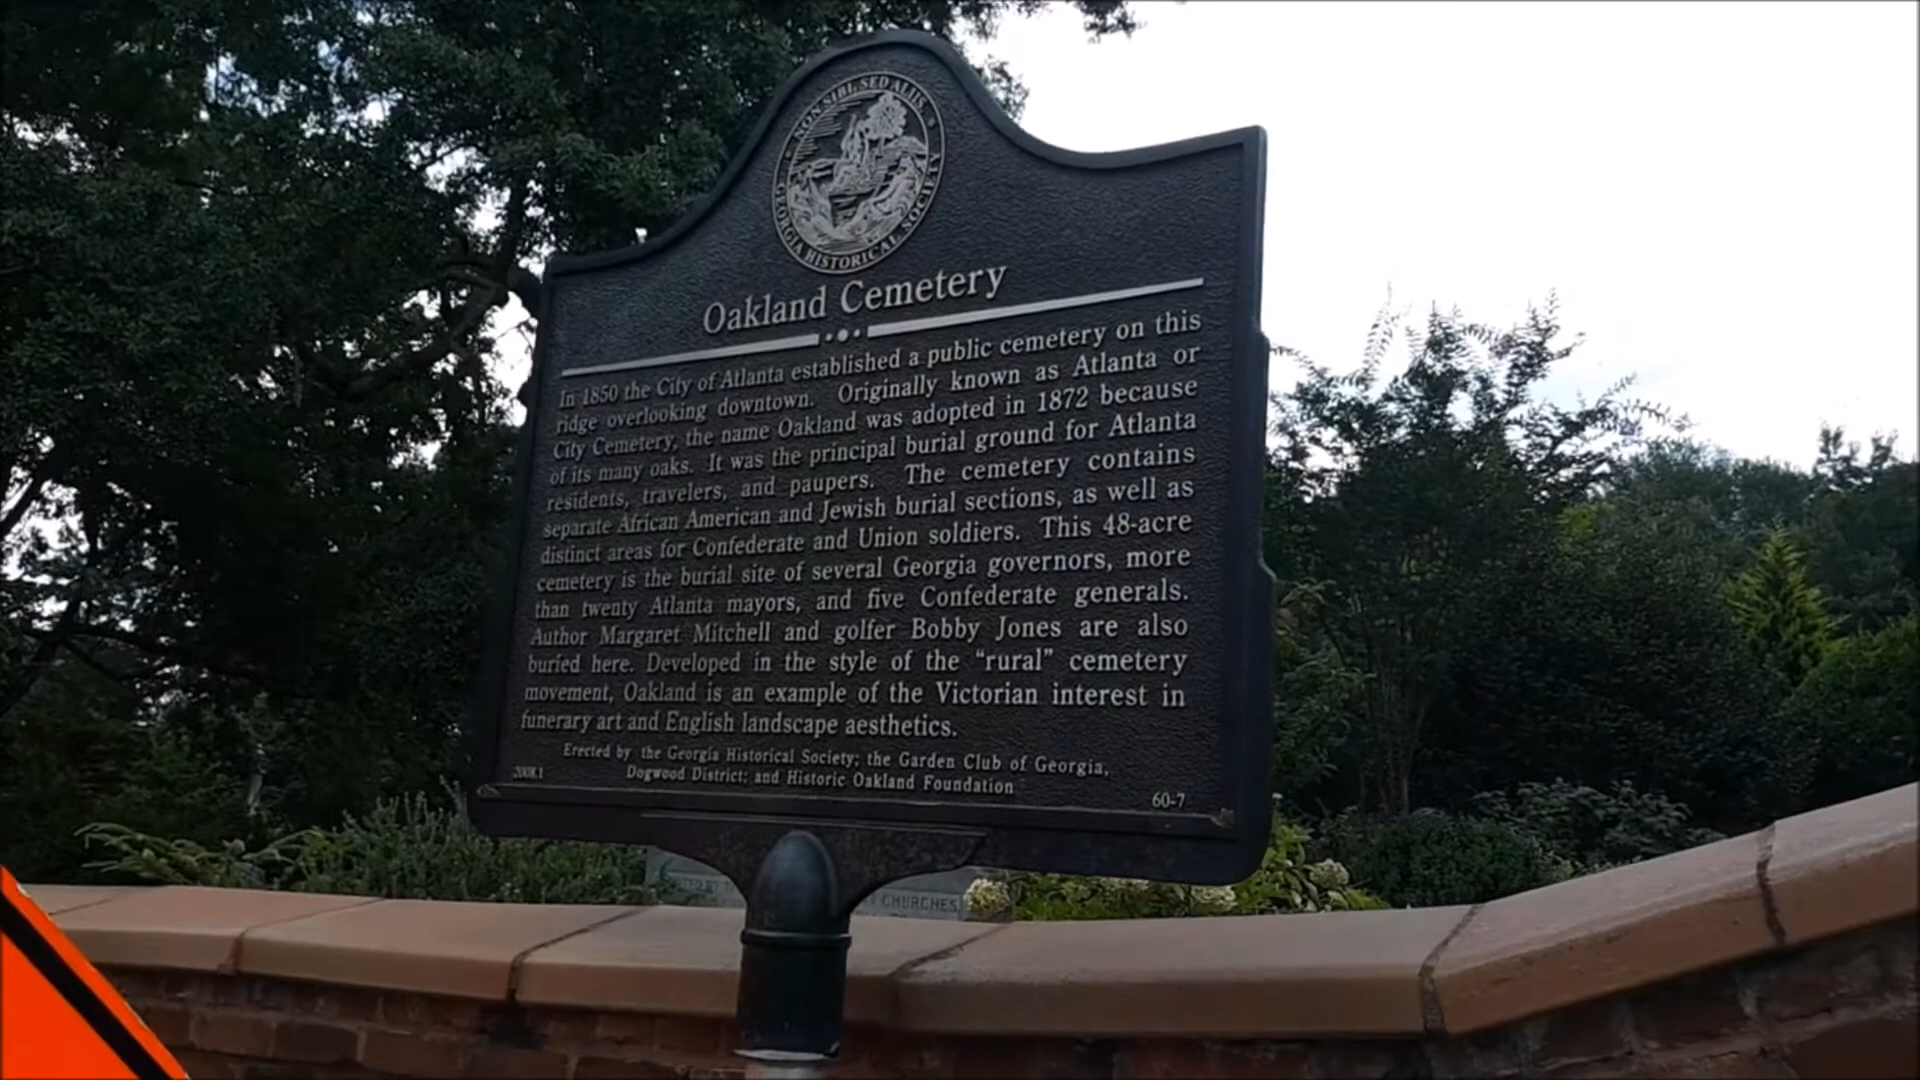 NON SIBI, SED ALIIS
GEORGIA HISTORICAL SOCIETY
Oakland Cemetery
In 1850 the City of Atlanta established a public cemetery on this
ridge overlooking downtown. Originally known as Atlanta or
City Cemetery, the name Oakland was adopted in 1872 because
of its many oaks. It was the principal burial ground for Atlanta
residents, travelers, and paupers. The cemetery contains
separate African American and Jewish burial sections, as well as
distinct areas for Confederate and Union soldiers. This 48-acre
cemetery is the burial site of several Georgia governors, more
than twenty Atlanta mayors, and five Confederate generals.
Author Margaret Mitchell and golfer Bobby Jones are also
buried here. Developed in the style of the “rural” cemetery
movement, Oakland is an example of the Victorian interest in
funerary art and English landscape aesthetics.
Erected by the Georgia Historical Society; the Garden Club of Georgia,
Dogwood District; and Historic Oakland Foundation
2008.1
60-7
CHURCHES